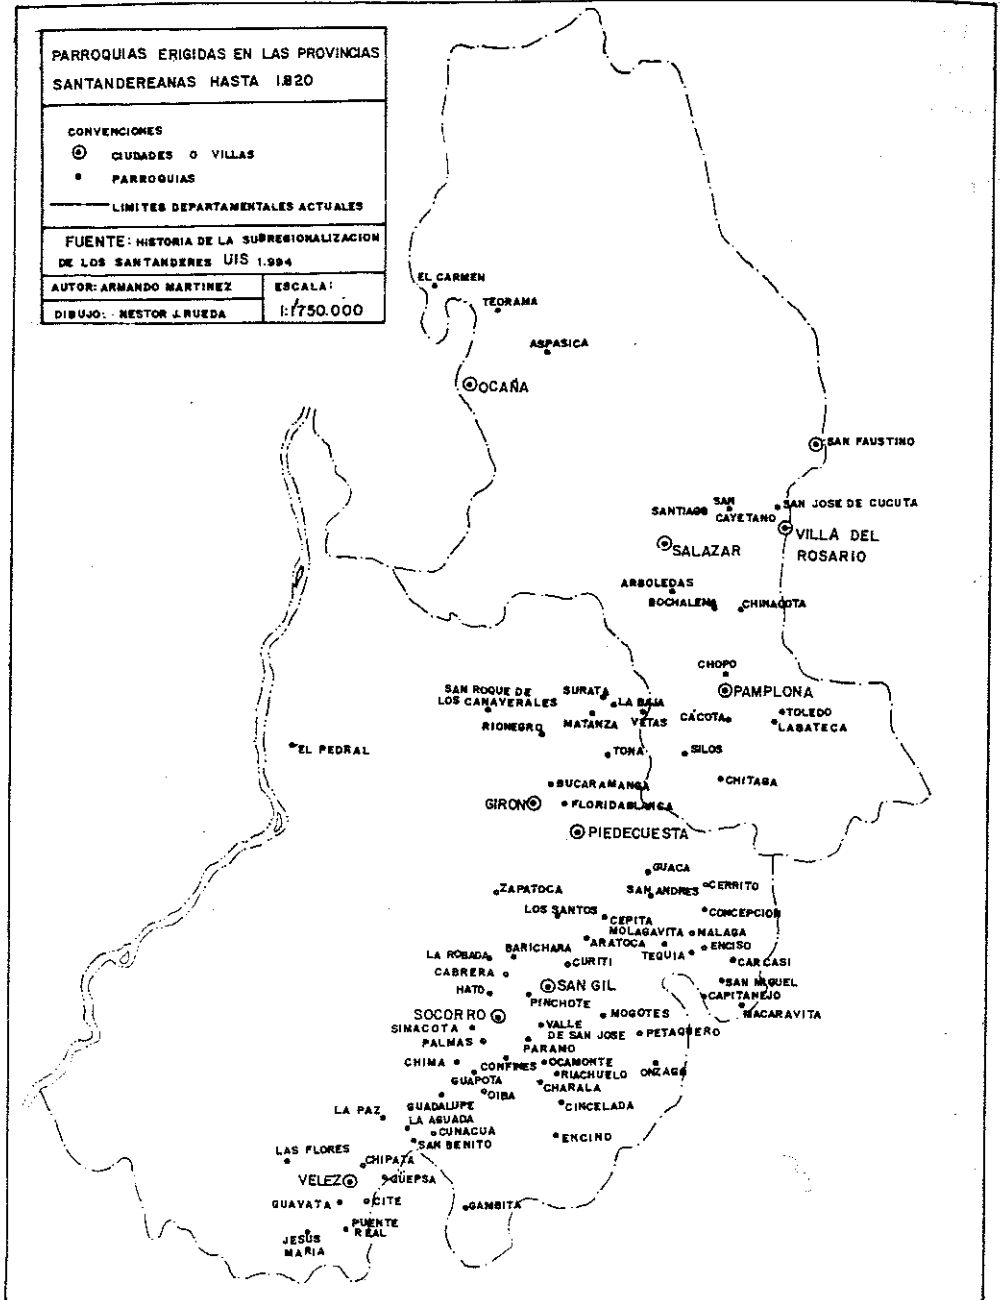 PARROQUIAS ERIGIDAS EN LAS PROVINCIAS
SANTANDEREANAS HASTA 1.820
CONVENCIONES
CIUDADES O VILLAS
PARROQUIAS
LIMITES DEPARTAMENTALES ACTUALES
FUENTE: HISTORIA DE LA SUBREGIONALIZACION
DE LOS SANTANDERES UIS 1.994
AUTOR: ARMANDO MARTINEZ
ESCALA:
DIBUJO: NESTOR J. RUEDA
1:1/750.000
EL CARMEN
TEORAMA
ASPASICA
OCAÑA
SAN FAUSTINO
SANTIAGO
SAN
CAYETANO
SAN JOSE DE CUCUTA
VILLA DEL
ROSARIO
SALAZAR
ARBOLEDAS
BOCHALEMA
CHINACOTA
CHOPO
PAMPLONA
SAN ROQUE DE
LOS CANAVERALES
SURATA
LA BAJA
MATANZA
VETAS
CACOTA
TOLEDO
LABATECA
RIONEGRO
EL PEDRAL
TONA
SILOS
CHITAGA
BUCARAMANGA
GIRON
FLORIDABLANCA
PIEDECUESTA
GUACA
ZAPATOCA
SAN ANDRES
CERRITO
LOS SANTOS
CEPITA
CONCEPCION
MOLAGAVITA
MALAGA
ARATOCA
TEQUIA
ENCISO
LA ROBADA
BARICHARA
CURITI
CARCASI
CABRERA
SAN GIL
SAN MIGUEL
HATO
PINCHOTE
CAPITANEJO
MACARAVITA
SOCORRO
MOGOTES
SIMACOTA
VALLE
DE SAN JOSE
PETAQUERO
PALMAS
PARAMO
CHIMA
CONFINES
OCAMONTE
ONZAGA
GUAPOTA
RIACHUELO
CHARALA
OIBA
GUADALUPE
CINCELADA
LA PAZ
LA AGUADA
CUNACUA
SAN BENITO
ENCINO
LAS FLORES
CHIPATA
VELEZ
GUEPSA
GUAVATA
CITE
GAMBITA
PUENTE
REAL
JESUS
MARIA